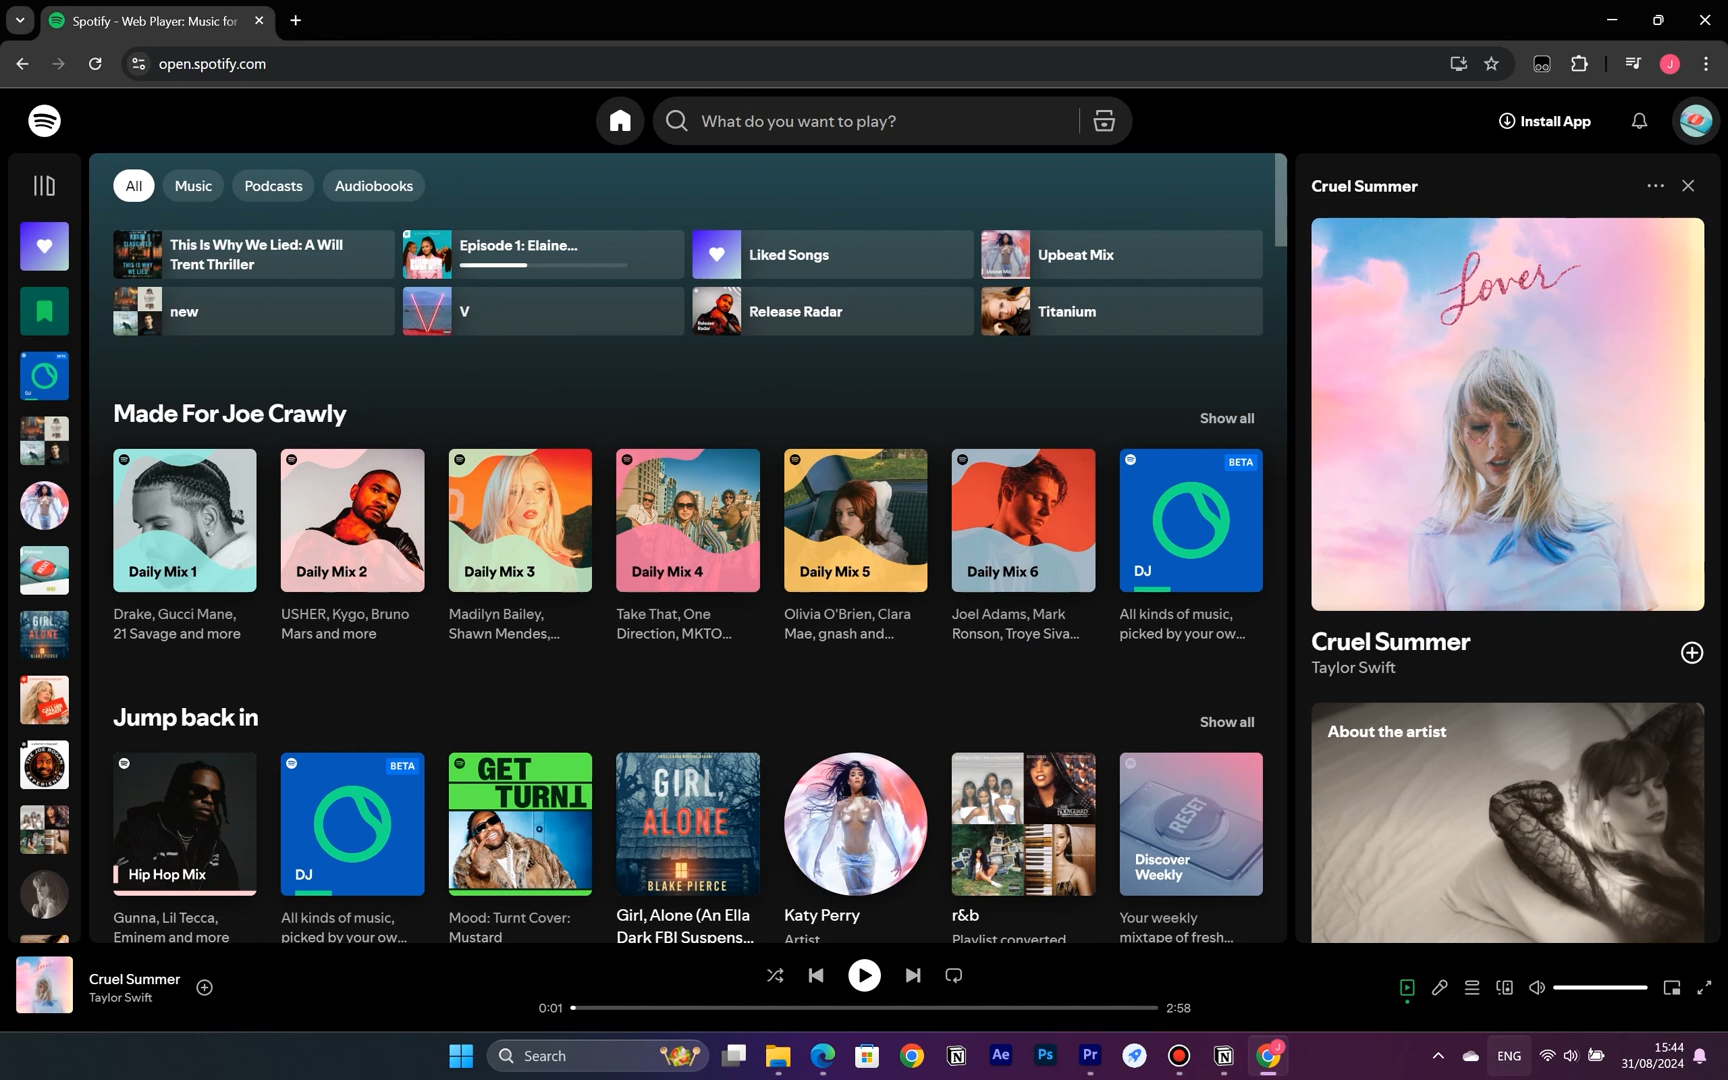 Spotify - Web Player: Music for
open.spotify.com
What do you want to play?
Install App
All
Music
Podcasts
Audiobooks
This Is Why We Lied: A Will
Trent Thriller
Episode 1: Elaine...
Liked Songs
Upbeat Mix
new
V
Release Radar
Titanium
Made For Joe Crawly
Show all
Daily Mix 1
Daily Mix 2
Daily Mix 3
Daily Mix 4
Daily Mix 5
Daily Mix 6
BETA
DJ
Drake, Gucci Mane,
21 Savage and more
USHER, Kygo, Bruno
Mars and more
Madilyn Bailey,
Shawn Mendes,...
Take That, One
Direction, MKTO...
Olivia O'Brien, Clara
Mae, gnash and...
Joel Adams, Mark
Ronson, Troye Siva...
All kinds of music,
picked by your ow...
Jump back in
Show all
Hip Hop Mix
BETA
DJ
GET
TURNT
GIRL,
ALONE
BLAKE PIERCE
RESET
Discover
Weekly
Gunna, Lil Tecca,
Eminem and more
All kinds of music,
picked by your ow...
Mood: Turnt Cover:
Mustard
Girl, Alone (An Ella
Dark FBI Suspens...
Katy Perry
Artist
r&b
Playlist converted
Your weekly
mixtape of fresh...
Cruel Summer
Lover
Cruel Summer
Taylor Swift
About the artist
Cruel Summer
Taylor Swift
0:01
2:58
Search
Ae
Ps
Pr
J
ENG
15:44
31/08/2024